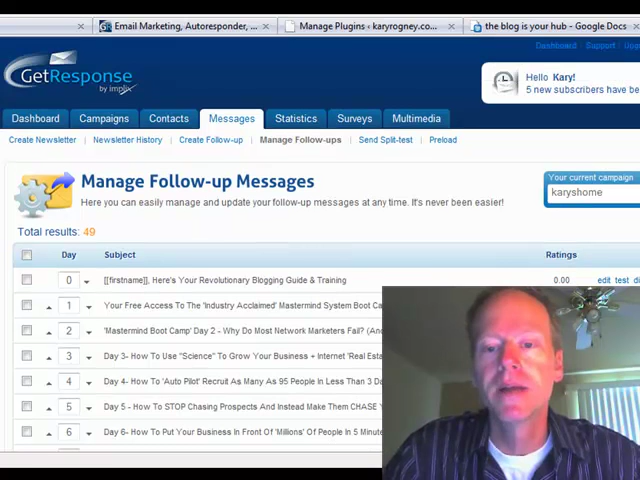 Email Marketing, Autoresponder, ...
Manage Plugins ‹ karyrogney.co...
the blog is your hub - Google Docs
Dashboard Support
GetResponse
by implix
Hello Kary!
5 new subscribers have be
Dashboard Campaigns Contacts Messages Statistics Surveys Multimedia
Create Newsletter Newsletter History Create Follow-up Manage Follow-ups Send Split-test Preload
Manage Follow-up Messages
Here you can easily manage and update your follow-up messages at any time. It's never been easier!
Your current campaign
karyshome
Total results: 49
Day Subject Ratings
0 [[firstname]], Here's Your Revolutionary Blogging Guide & Training 0.00 edit test di
1 Your Free Access To The 'Industry Acclaimed' Mastermind System Boot Ca
2 'Mastermind Boot Camp' Day 2 - Why Do Most Network Marketers Fail? (An
3 Day 3- How To Use "Science" To Grow Your Business + Internet 'Real Esta
4 Day 4- How To 'Auto Pilot' Recruit As Many As 95 People In Less Than 3 D
5 Day 5 - How To STOP Chasing Prospects And Instead Make Them CHASE
6 Day 6- How To Put Your Business In Front Of 'Millions' Of People In 5 Minute